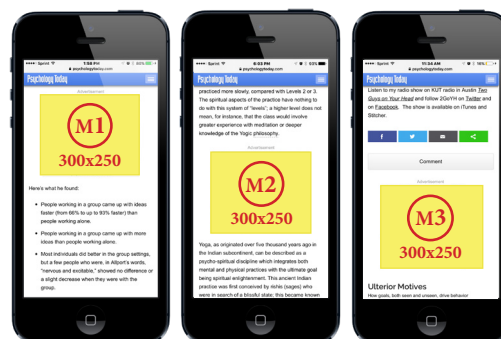 Sprint 1:58 PM 85%
psychologytoday.com
Psychology Today
Advertisement
M1
300x250
Here's what he found:
• People working in a group came up with ideas
faster (from 66% to up to 93% faster) than
people working alone.
• People working in a group came up with more
ideas than people working alone.
• Most individuals did better in the group settings,
but a few people who were, in Allport's words,
"nervous and excitable," showed no difference or
a slight decrease when they were with the
group.
Sprint 6:03 PM 93%
psychologytoday.com
Psychology Today
practiced more slowly, compared with Levels 2 or 3.
The spiritual aspects of the practice have nothing to
do with this system of "levels"; a higher level does not
mean, for instance, that the class would involve
greater experience with meditation or deeper
knowledge of the Yogic philosophy.
Advertisement
M2
300x250
Yoga, as originated over five thousand years ago in
the Indian subcontinent, can be described as a
psycho-spiritual discipline which integrates both
mental and physical practices with the ultimate goal
being spiritual enlightenment. This ancient Indian
practice was first conceived by rishis (sages) who
were in search of a blissful state; this became known
Sprint 11:34 AM
psychologytoday.com
Psychology Today
Listen to my radio show on KUT radio in Austin Two
Guys on Your Head and follow 2GoYH on Twitter and
on Facebook. The show is available on iTunes and
Stitcher.
Comment
Advertisement
M3
300x250
Ulterior Motives
How goals, both seen and unseen, drive behavior